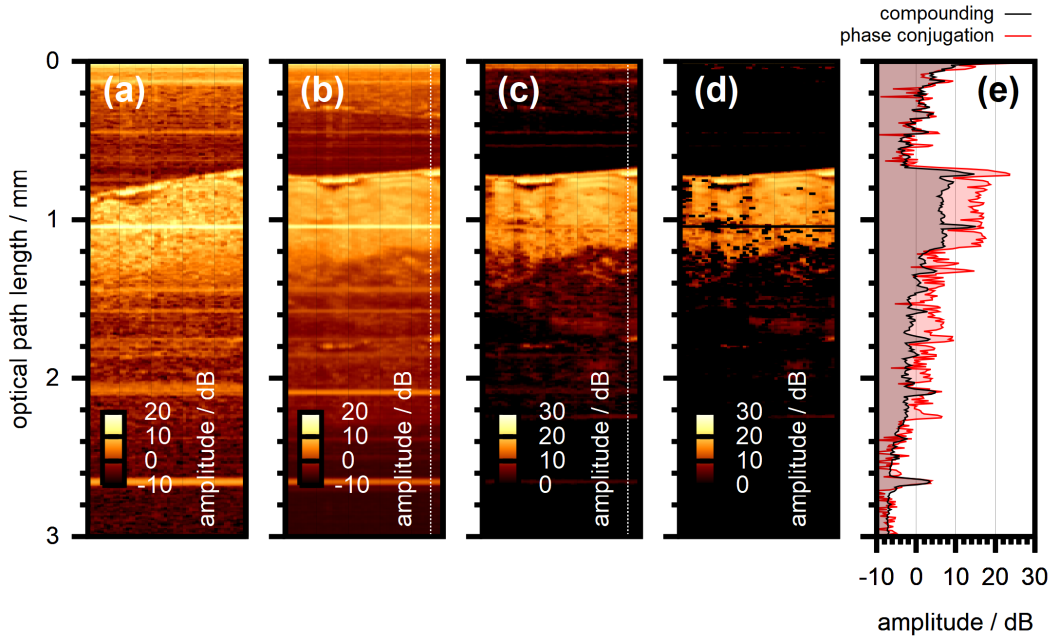 compounding
phase conjugation
0
1
2
3
optical path length / mm
(a)
20
10
0
-10
amplitude / dB
(b)
20
10
0
-10
amplitude / dB
(c)
30
20
10
0
amplitude / dB
(d)
30
20
10
0
amplitude / dB
(e)
-10 0 10 20 30
amplitude / dB